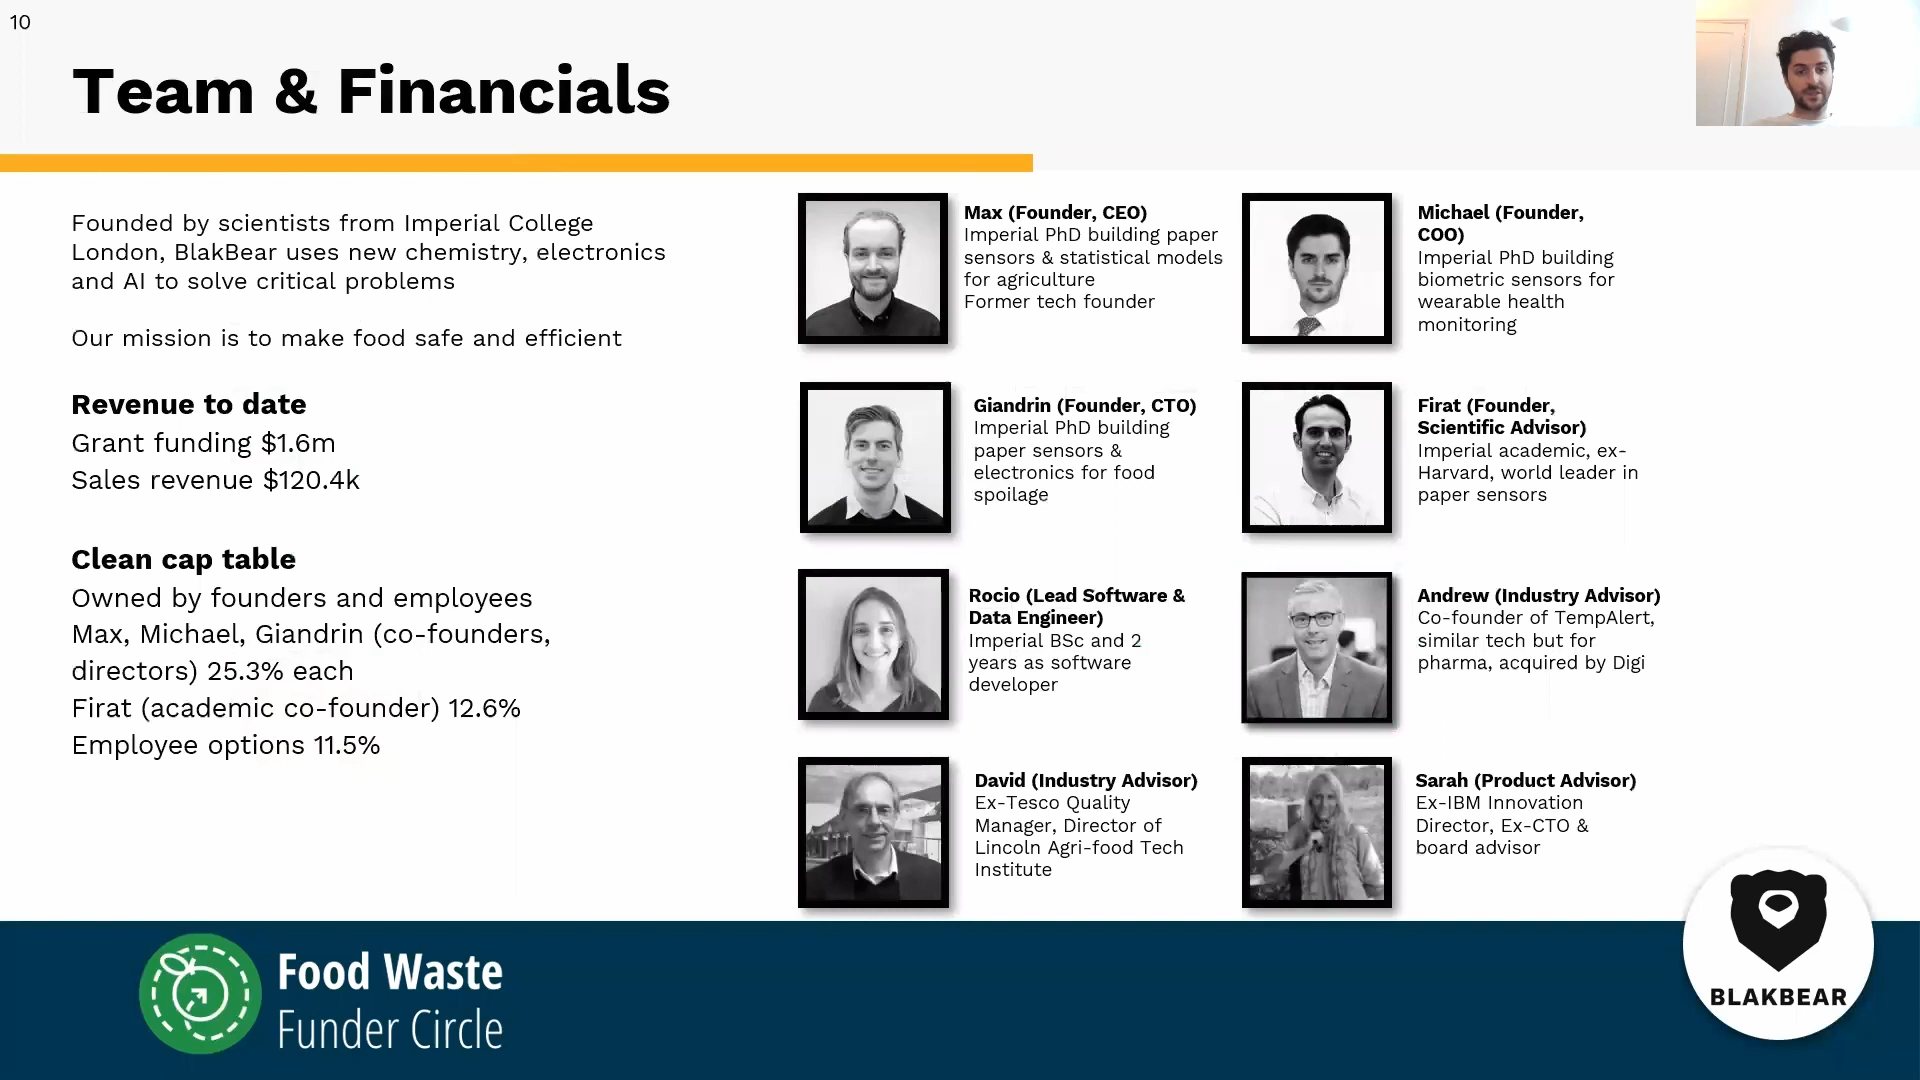 10
Team & Financials
Founded by scientists from Imperial College
London, BlakBear uses new chemistry, electronics
and AI to solve critical problems
Our mission is to make food safe and efficient
Revenue to date
Grant funding $1.6m
Sales revenue $120.4k
Clean cap table
Owned by founders and employees
Max, Michael, Giandrin (co-founders,
directors) 25.3% each
Firat (academic co-founder) 12.6%
Employee options 11.5%
Max (Founder, CEO)
Imperial PhD building paper
sensors & statistical models
for agriculture
Former tech founder
Michael (Founder,
COO)
Imperial PhD building
biometric sensors for
wearable health
monitoring
Giandrin (Founder, CTO)
Imperial PhD building
paper sensors &
electronics for food
spoilage
Firat (Founder,
Scientific Advisor)
Imperial academic, ex-
Harvard, world leader in
paper sensors
Rocio (Lead Software &
Data Engineer)
Imperial BSc and 2
years as software
developer
Andrew (Industry Advisor)
Co-founder of TempAlert,
similar tech but for
pharma, acquired by Digi
David (Industry Advisor)
Ex-Tesco Quality
Manager, Director of
Lincoln Agri-food Tech
Institute
Sarah (Product Advisor)
Ex-IBM Innovation
Director, Ex-CTO &
board advisor
Food Waste
Funder Circle
BLAKBEAR